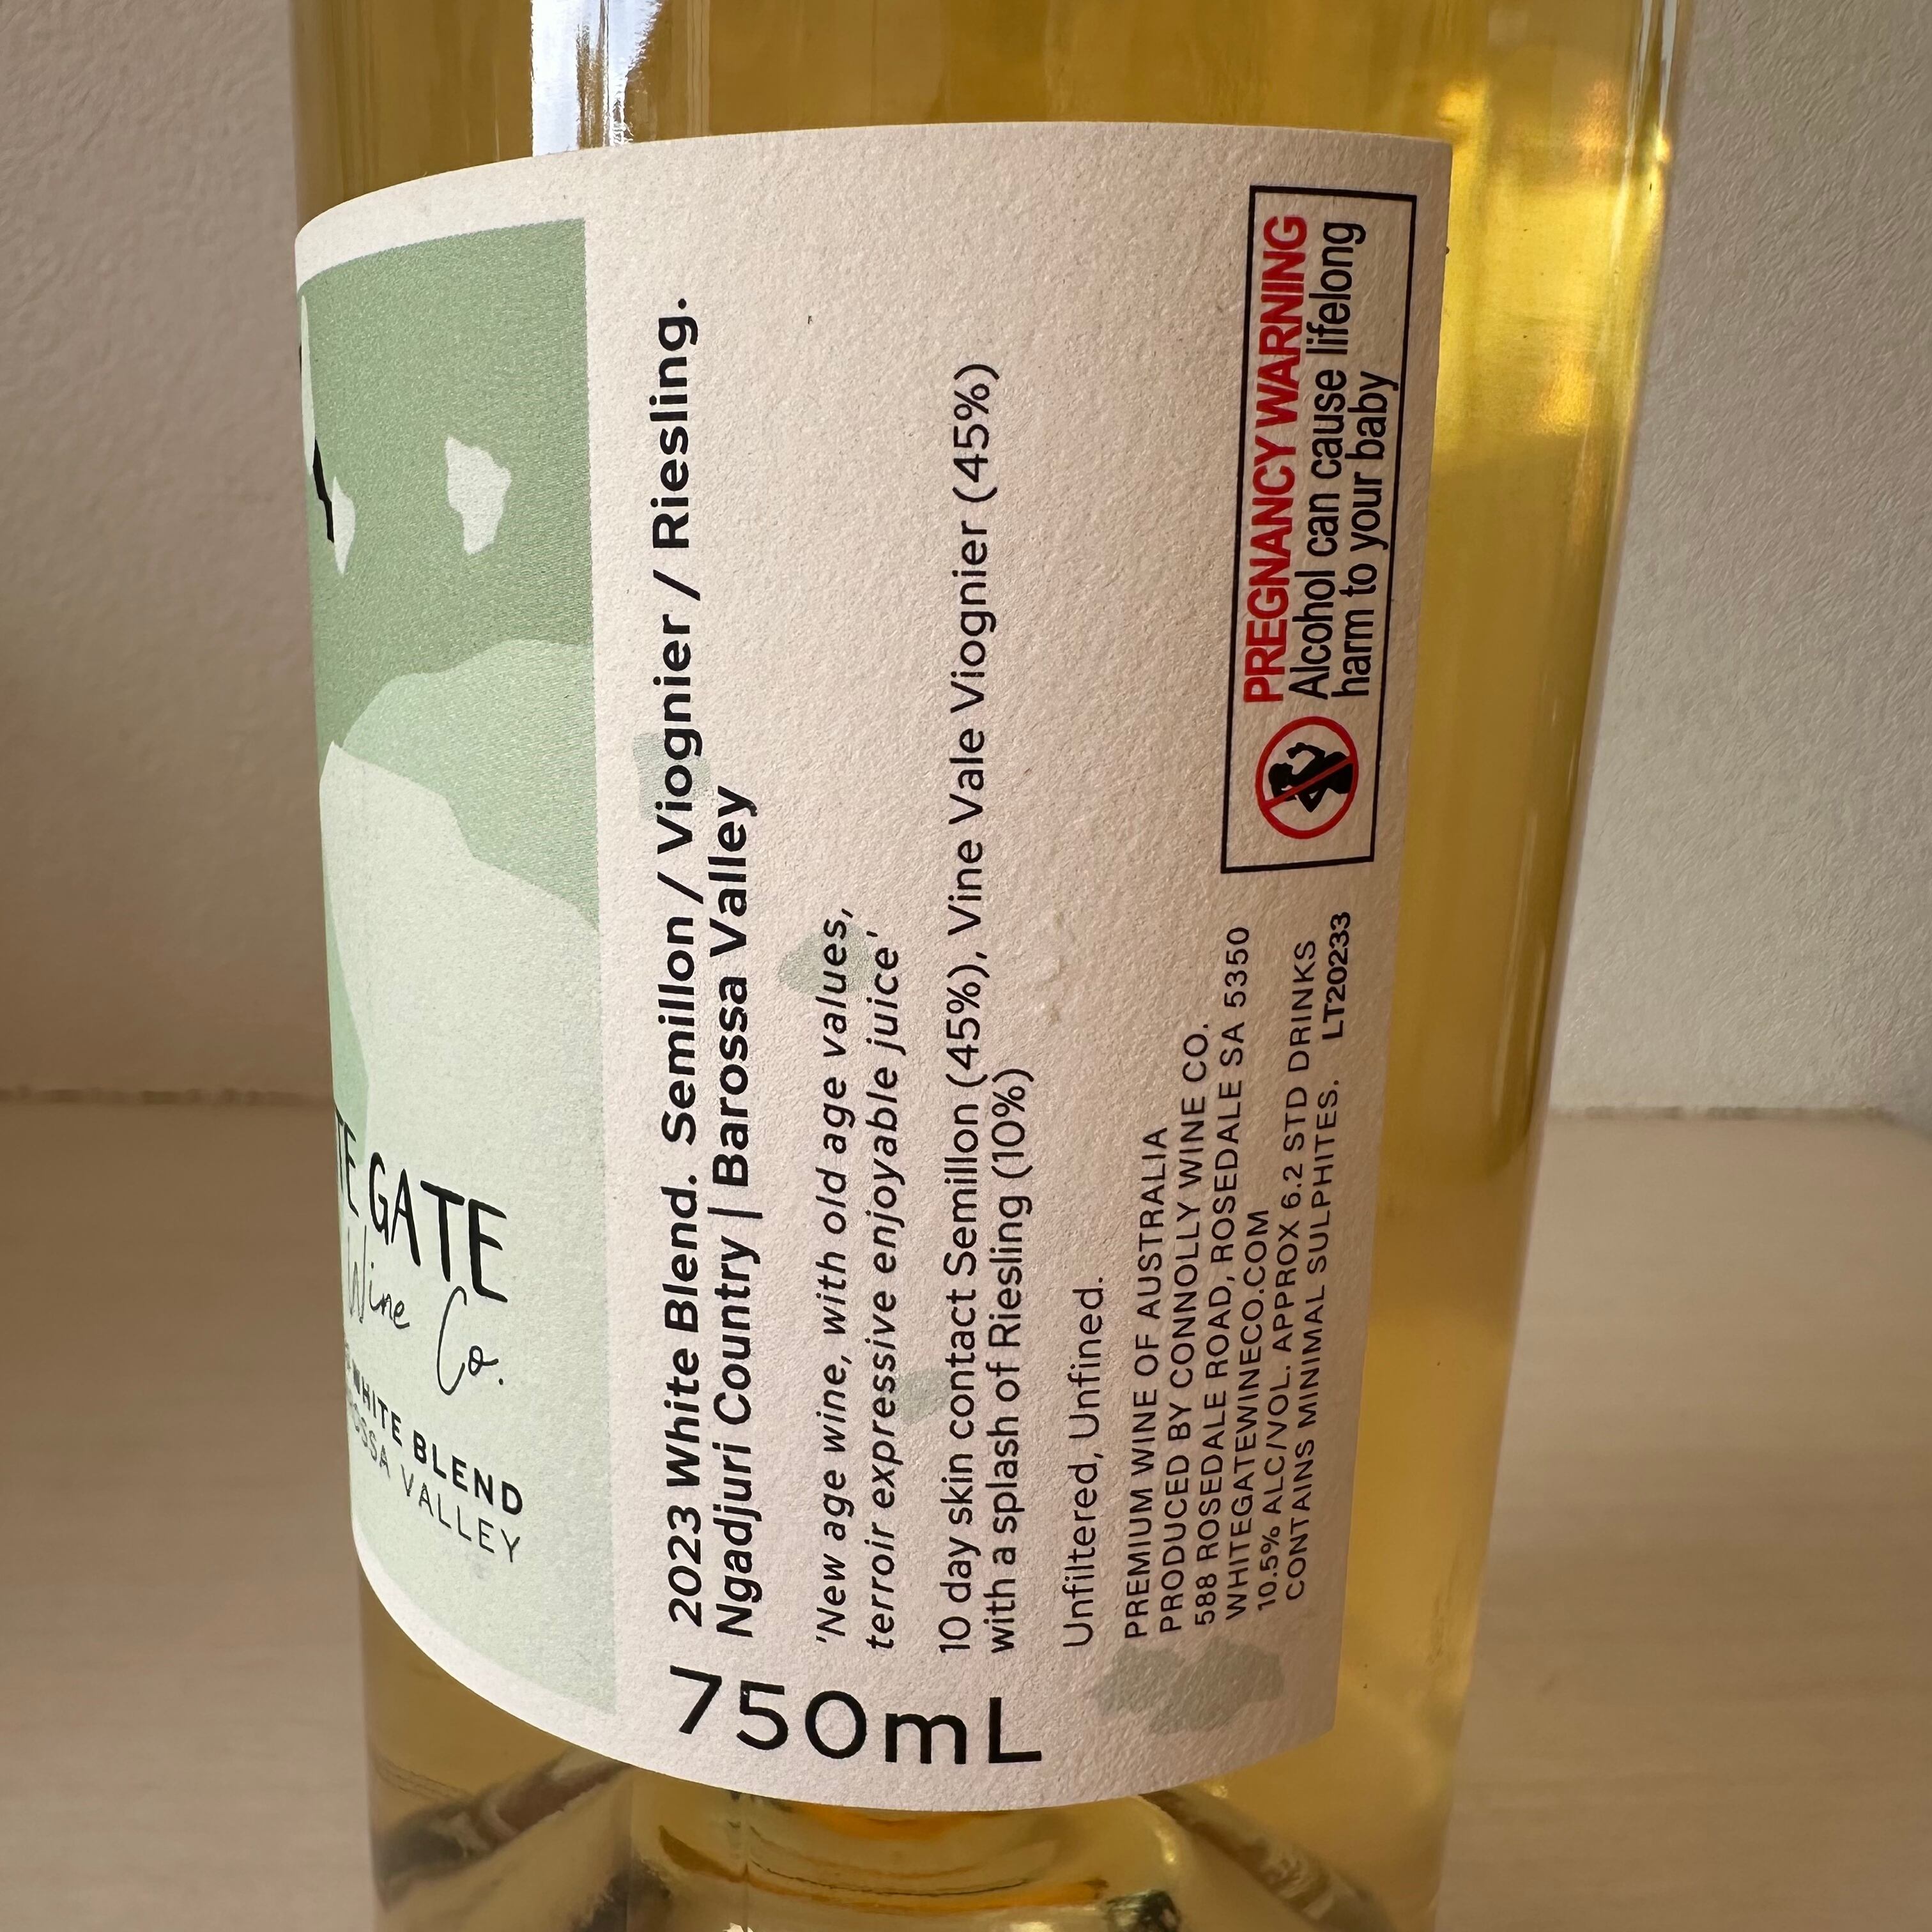 TE GATE
Wine Co.
WHITE BLEND
OSSA VALLEY
2023 White Blend. Semillon / Viognier / Riesling.
Ngadjuri Country | Barossa Valley
'New age wine, with old age values,
terroir expressive enjoyable juice'
10 day skin contact Semillon (45%), Vine Vale Viognier (45%)
with a splash of Riesling (10%)
Unfiltered, Unfined.
PREMIUM WINE OF AUSTRALIA
PRODUCED BY CONNOLLY WINE CO.
588 ROSEDALE ROAD, ROSEDALE SA 5350
WHITEGATEWINECO.COM
10.5% ALC/VOL. APPROX 6.2 STD DRINKS
CONTAINS MINIMAL SULPHITES. LT20233
PREGNANCY WARNING
Alcohol can cause lifelong
harm to your baby
750mL